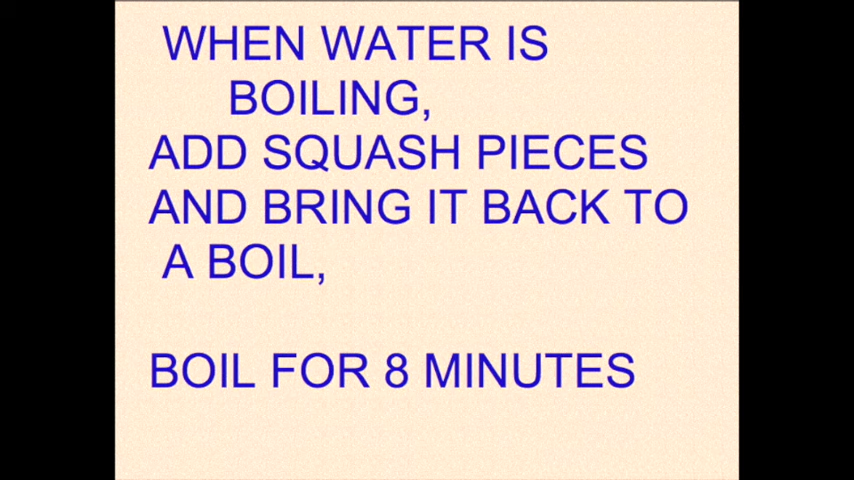 WHEN WATER IS
BOILING,
ADD SQUASH PIECES
AND BRING IT BACK TO
A BOIL,
BOIL FOR 8 MINUTES